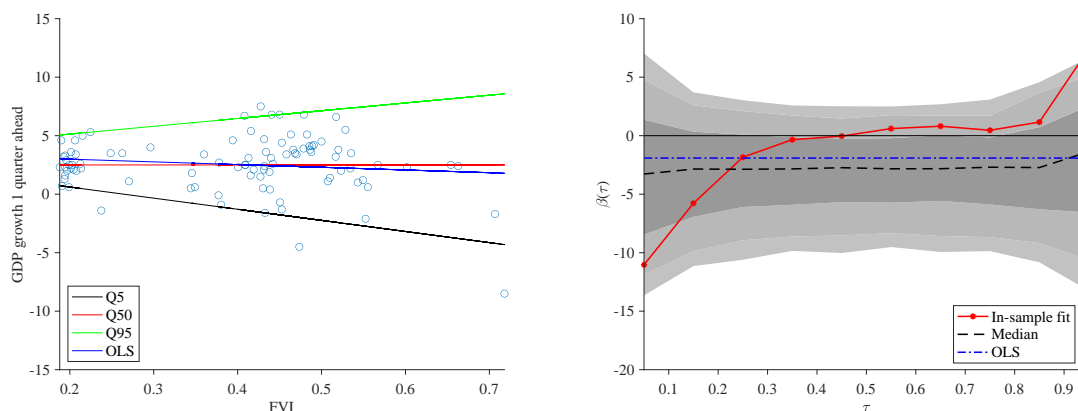 GDP growth 1 quarter ahead
15
10
5
0
-5
-10
-15
Q5
Q50
Q95
OLS
0.2
0.3
0.4
0.5
0.6
0.7
FVI
β(τ)
10
5
0
-5
-10
-15
-20
In-sample fit
Median
OLS
0.1
0.2
0.3
0.4
0.5
0.6
0.7
0.8
0.9
τ